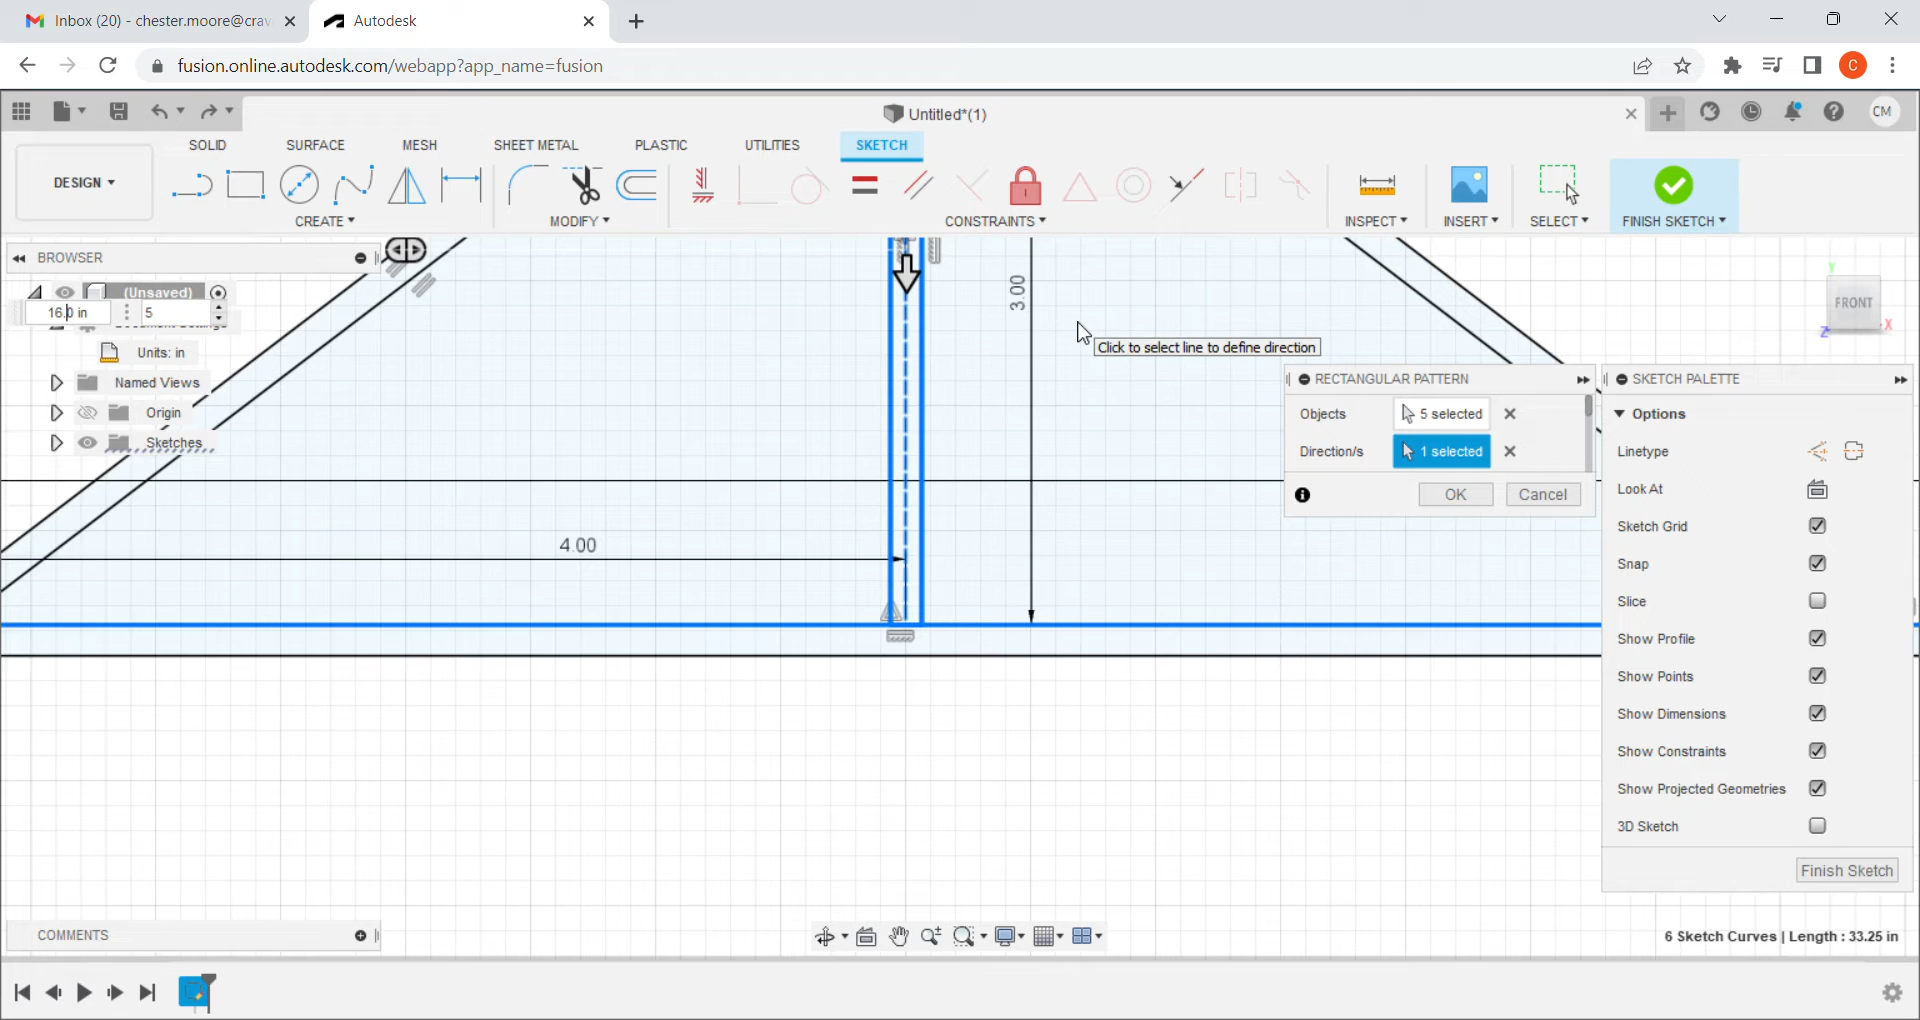 Inbox (20) - chester.moore@crav
Autodesk
fusion.online.autodesk.com/webapp?app_name=fusion
C
Untitled*(1)
CM
SOLID
SURFACE
MESH
SHEET METAL
PLASTIC
UTILITIES
SKETCH
DESIGN
CREATE
MODIFY
CONSTRAINTS
INSPECT
INSERT
SELECT
FINISH SKETCH
BROWSER
(Unsaved)
16.0 in
5
Units: in
Named Views
Origin
Sketches
3.00
4.00
Click to select line to define direction
Y
FRONT
X
Z
RECTANGULAR PATTERN
Objects
5 selected
Direction/s
1 selected
OK
Cancel
SKETCH PALETTE
Options
Linetype
Look At
Sketch Grid
Snap
Slice
Show Profile
Show Points
Show Dimensions
Show Constraints
Show Projected Geometries
3D Sketch
Finish Sketch
COMMENTS
6 Sketch Curves | Length : 33.25 in